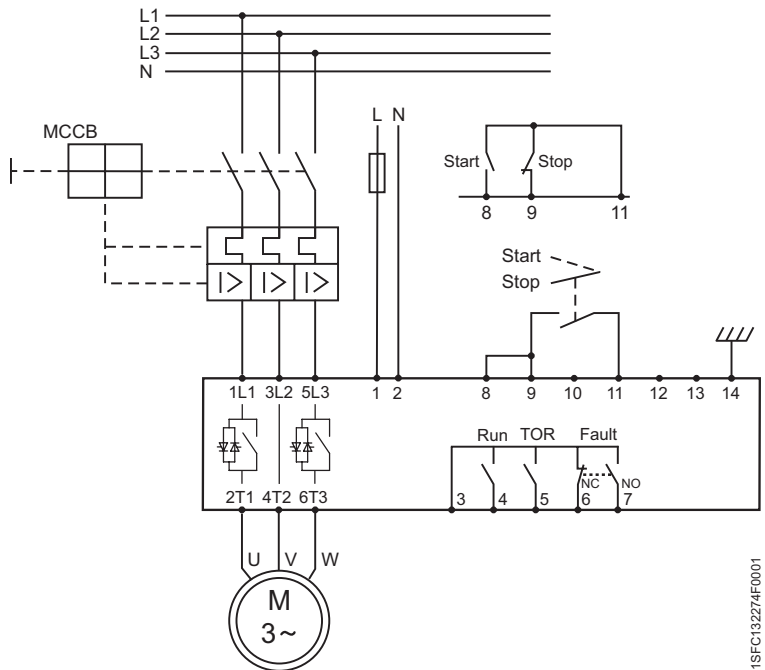 L1
L2
L3
N
MCCB
L N
Start Stop
8 9 11
Start
Stop
I> I> I>
1L1 3L2 5L3 1 2 8 9 10 11 12 13 14
Run TOR Fault
NC NO
2T1 4T2 6T3 3 4 5 6 7
U V W
M
3~
1SFC132274F0001